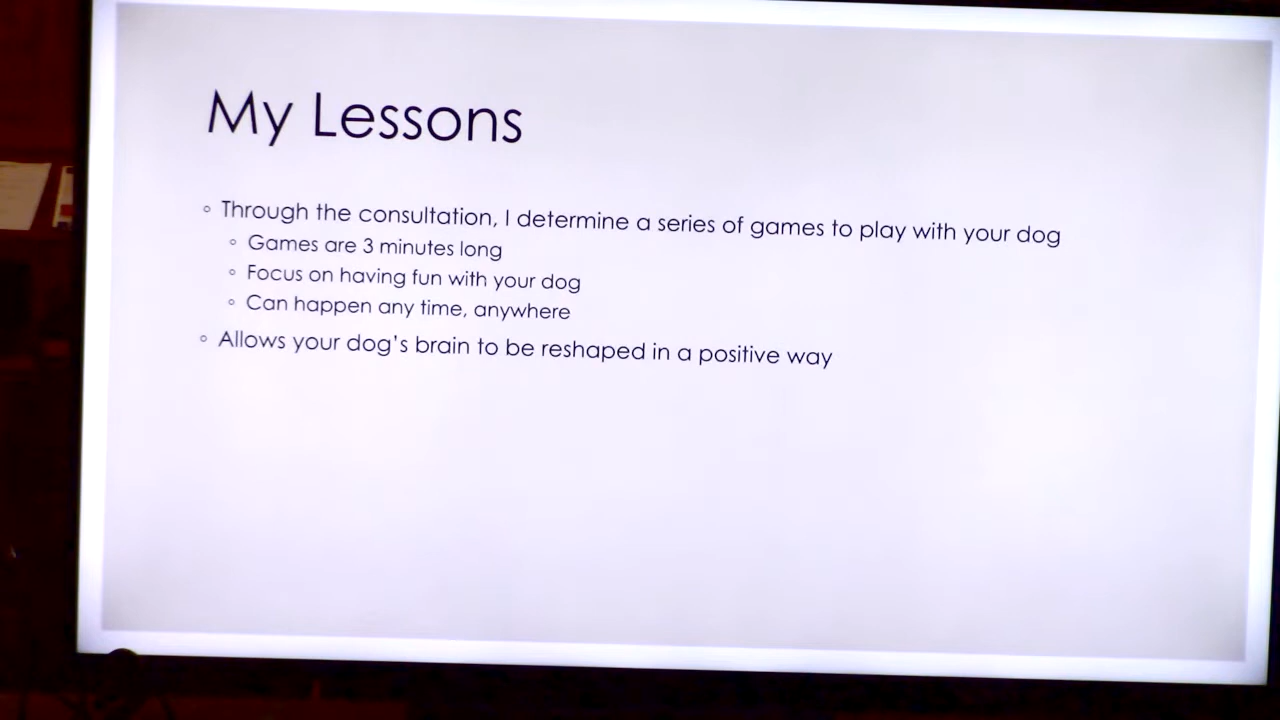 My Lessons
Through the consultation, I determine a series of games to play with your dog
Games are 3 minutes long
Focus on having fun with your dog
Can happen any time, anywhere
Allows your dog's brain to be reshaped in a positive way